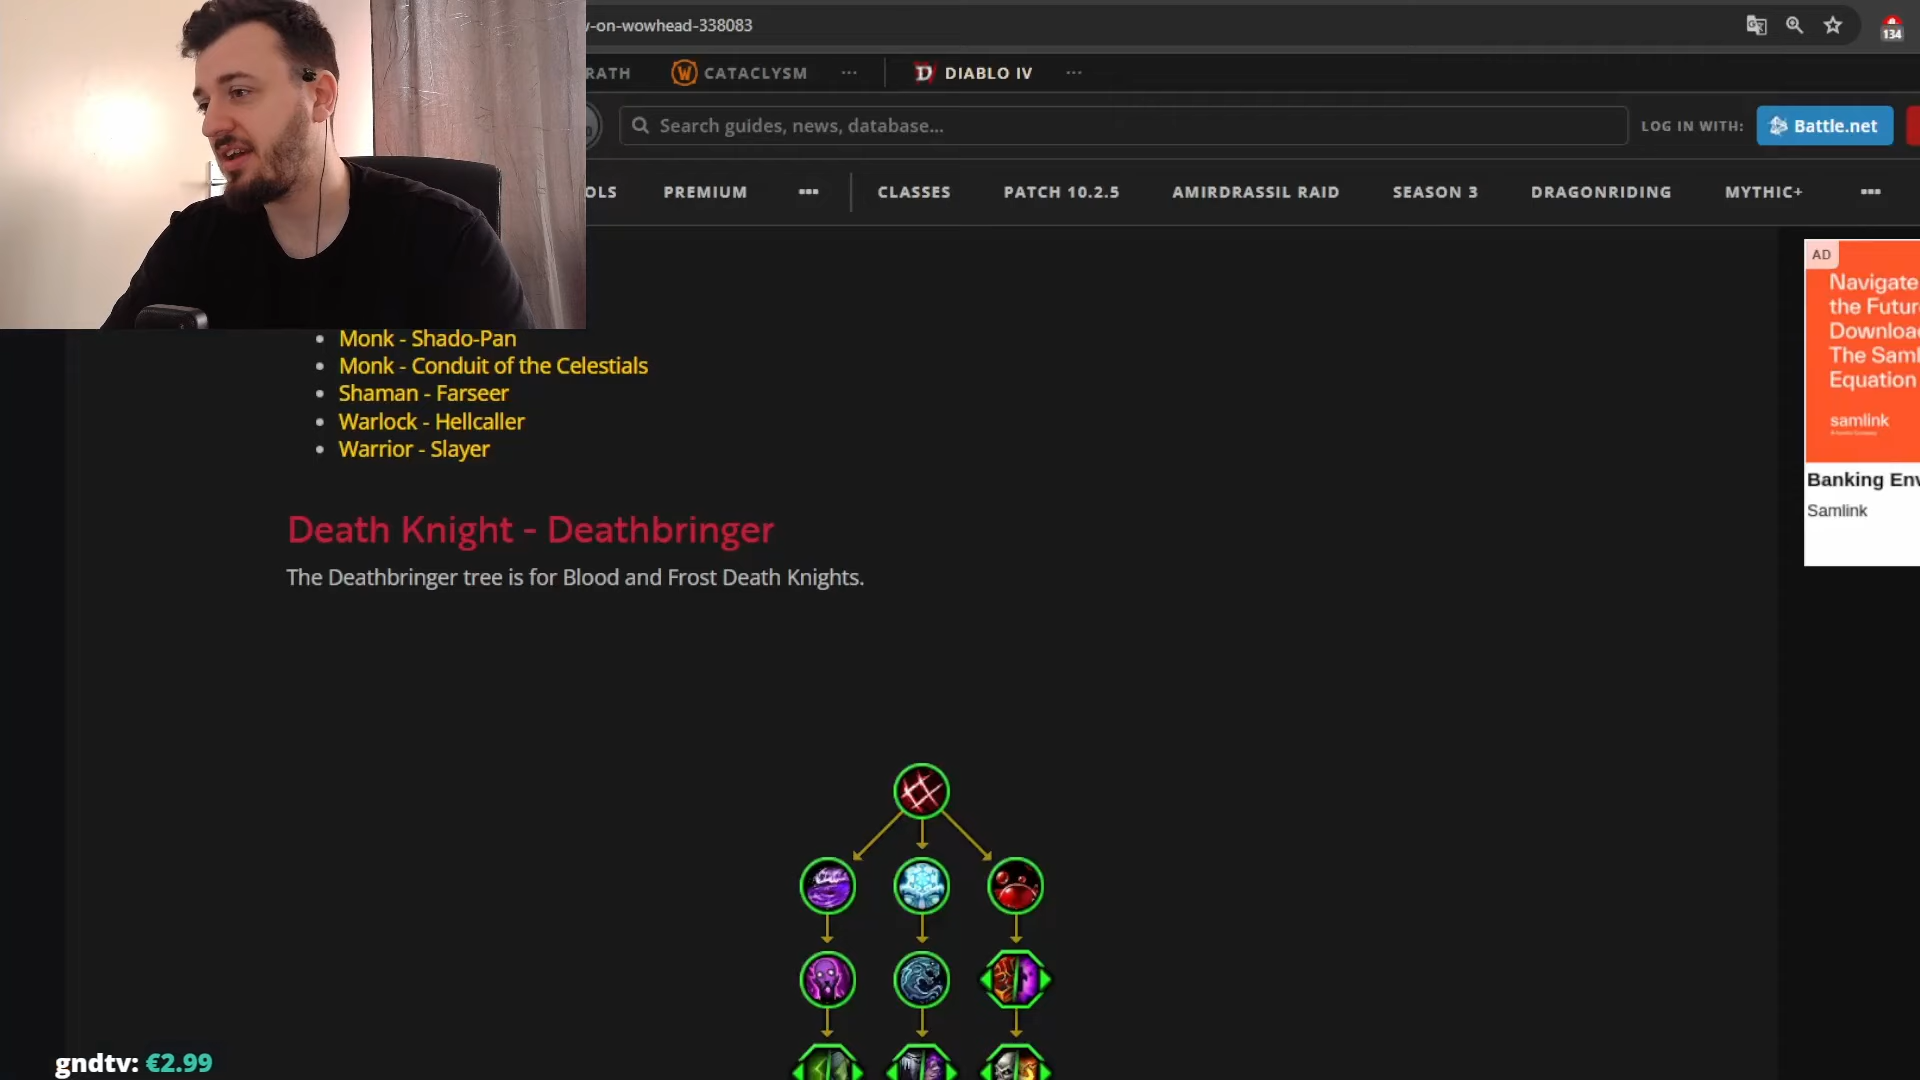 y-on-wowhead-338083
134
RATH
CATACLYSM
DIABLO IV
Search guides, news, database...
LOG IN WITH:
Battle.net
OLS
PREMIUM
CLASSES
PATCH 10.2.5
AMIRDRASSIL RAID
SEASON 3
DRAGONRIDING
MYTHIC+
AD
Navigate
the Futur
Download
The Saml
Equation
samlink
Banking Env
Samlink
Monk - Shado-Pan
Monk - Conduit of the Celestials
Shaman - Farseer
Warlock - Hellcaller
Warrior - Slayer
Death Knight - Deathbringer
The Deathbringer tree is for Blood and Frost Death Knights.
gndtv: €2.99